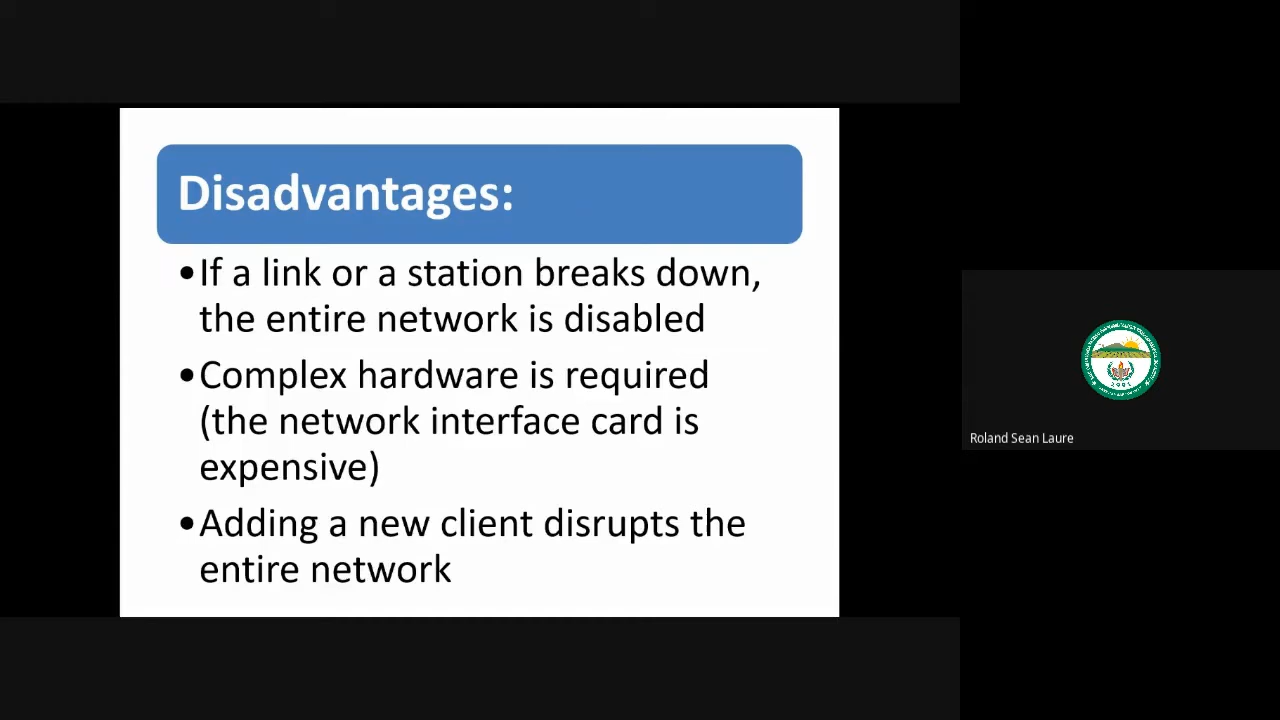 Disadvantages:
•If a link or a station breaks down,
the entire network is disabled
•Complex hardware is required
(the network interface card is
expensive)
•Adding a new client disrupts the
entire network
Roland Sean Laure